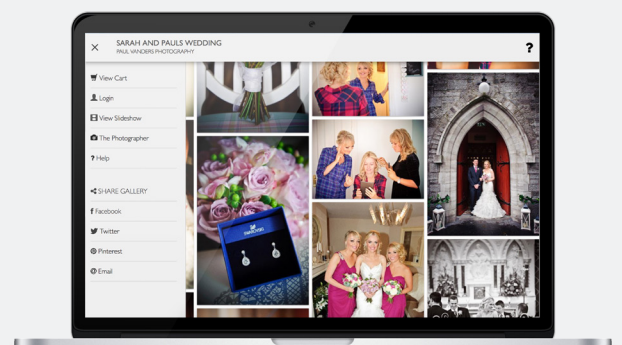 SARAH AND PAULS WEDDING
PAUL VANDERS PHOTOGRAPHY
?
View Cart
Login
View Slideshow
The Photographer
? Help
SHARE GALLERY
f Facebook
Twitter
Pinterest
@ Email
SWAROVSKI